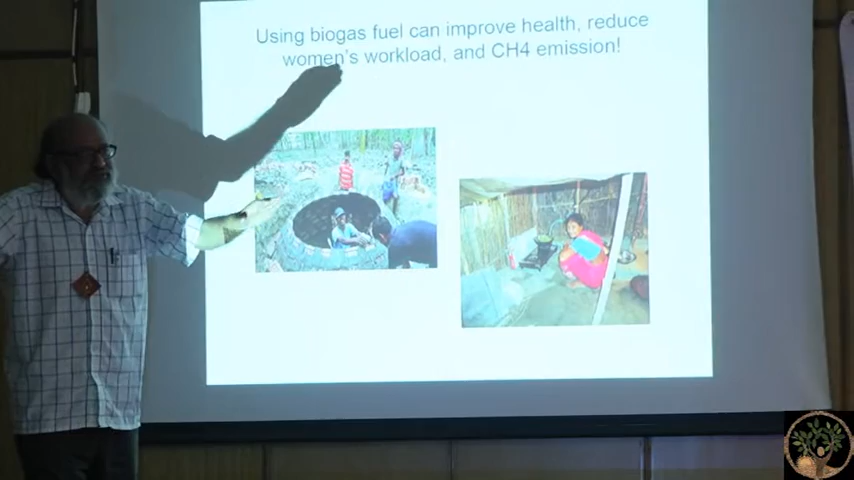 Using biogas fuel can improve health, reduce
women's workload, and CH4 emission!